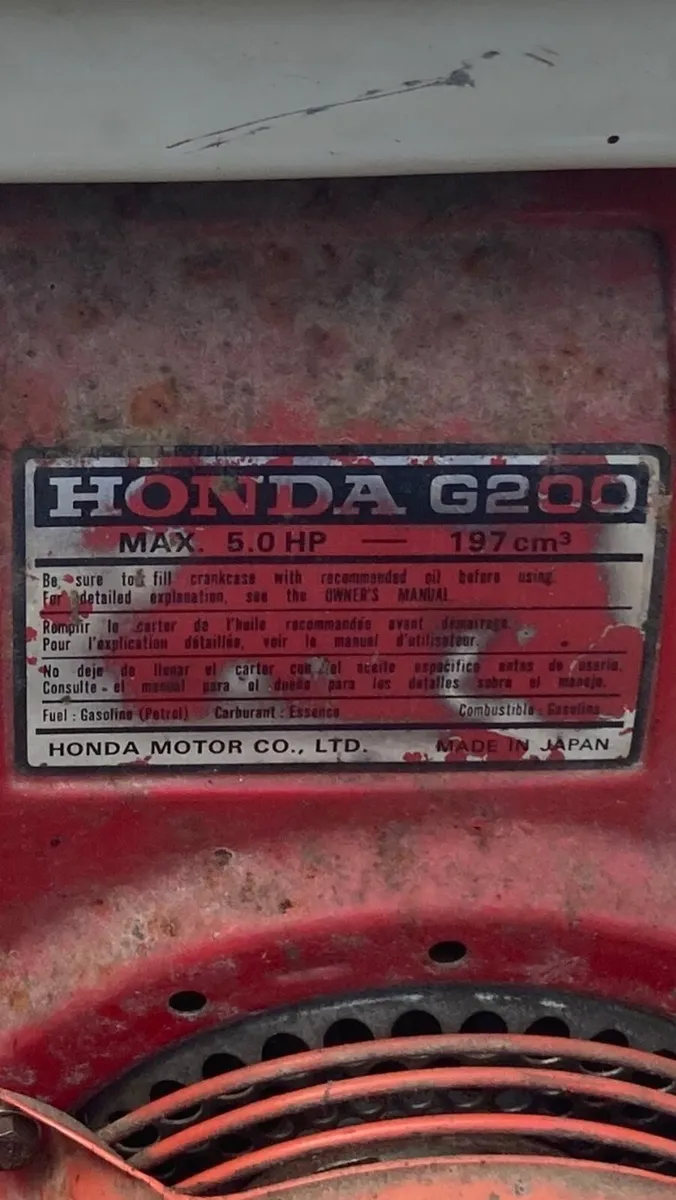 HONDA G200
MAX. 5.0 HP — 197 cm³
Be sure to fill crankcase with recommended oil before using.
For detailed explanation, see the OWNER'S MANUAL.
Remplir le carter de l'huile recommandée avant démarrage.
Pour l'explication détaillée, voir le manuel d'utilisateur.
No deje de llenar el carter con el aceite especifico antes de usarlo.
Consulte el manual para el dueño para los detalles sobre el manejo.
Fuel : Gasoline (Petrol) Carburant : Essence Combustible : Gasolina
HONDA MOTOR CO., LTD. MADE IN JAPAN